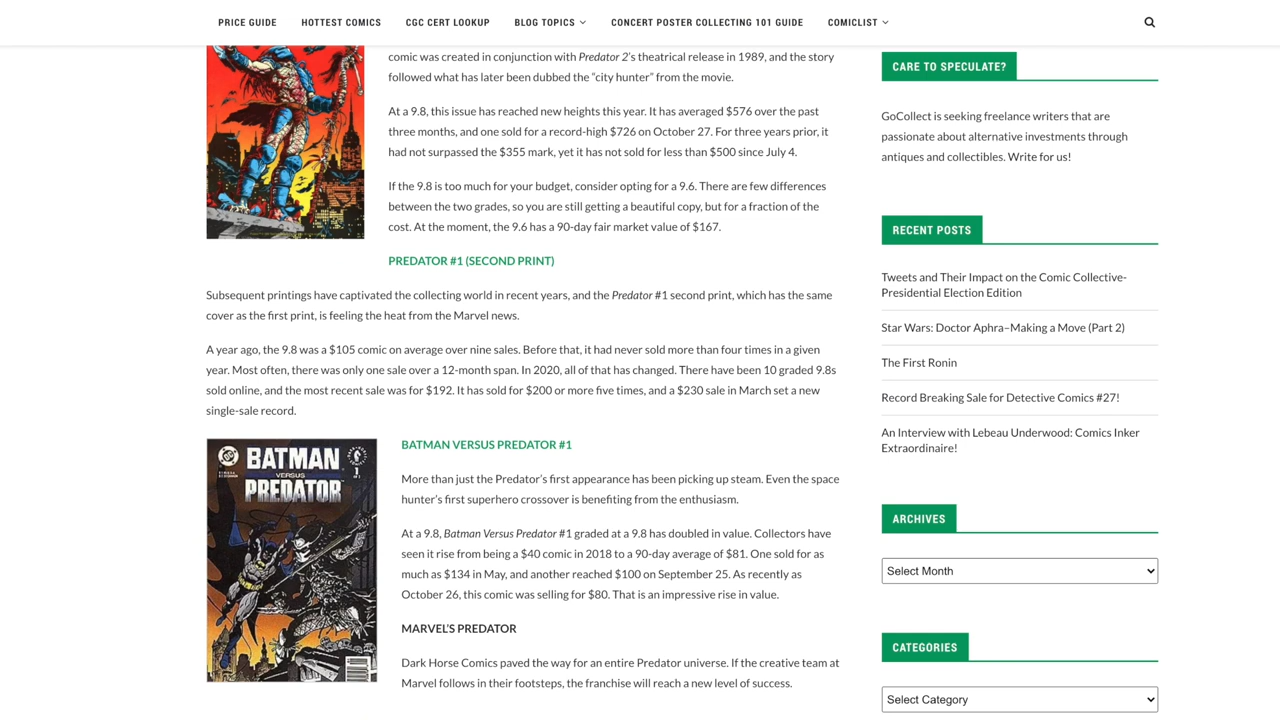 PRICE GUIDE HOTTEST COMICS CGC CERT LOOKUP BLOG TOPICS CONCERT POSTER COLLECTING 101 GUIDE COMICLIST
comic was created in conjunction with Predator 2's theatrical release in 1989, and the story
followed what has later been dubbed the “city hunter” from the movie.
At a 9.8, this issue has reached new heights this year. It has averaged $576 over the past
three months, and one sold for a record-high $726 on October 27. For three years prior, it
had not surpassed the $355 mark, yet it has not sold for less than $500 since July 4.
If the 9.8 is too much for your budget, consider opting for a 9.6. There are few differences
between the two grades, so you are still getting a beautiful copy, but for a fraction of the
cost. At the moment, the 9.6 has a 90-day fair market value of $167.
PREDATOR #1 (SECOND PRINT)
Subsequent printings have captivated the collecting world in recent years, and the Predator #1 second print, which has the same
cover as the first print, is feeling the heat from the Marvel news.
A year ago, the 9.8 was a $105 comic on average over nine sales. Before that, it had never sold more than four times in a given
year. Most often, there was only one sale over a 12-month span. In 2020, all of that has changed. There have been 10 graded 9.8s
sold online, and the most recent sale was for $192. It has sold for $200 or more five times, and a $230 sale in March set a new
single-sale record.
BATMAN
VERSUS
PREDATOR
DC
1
BATMAN VERSUS PREDATOR #1
More than just the Predator’s first appearance has been picking up steam. Even the space
hunter’s first superhero crossover is benefiting from the enthusiasm.
At a 9.8, Batman Versus Predator #1 graded at a 9.8 has doubled in value. Collectors have
seen it rise from being a $40 comic in 2018 to a 90-day average of $81. One sold for as
much as $134 in May, and another reached $100 on September 25. As recently as
October 26, this comic was selling for $80. That is an impressive rise in value.
MARVEL’S PREDATOR
Dark Horse Comics paved the way for an entire Predator universe. If the creative team at
Marvel follows in their footsteps, the franchise will reach a new level of success.
CARE TO SPECULATE?
GoCollect is seeking freelance writers that are
passionate about alternative investments through
antiques and collectibles. Write for us!
RECENT POSTS
Tweets and Their Impact on the Comic Collective-
Presidential Election Edition
Star Wars: Doctor Aphra–Making a Move (Part 2)
The First Ronin
Record Breaking Sale for Detective Comics #27!
An Interview with Lebeau Underwood: Comics Inker
Extraordinaire!
ARCHIVES
Select Month
CATEGORIES
Select Category